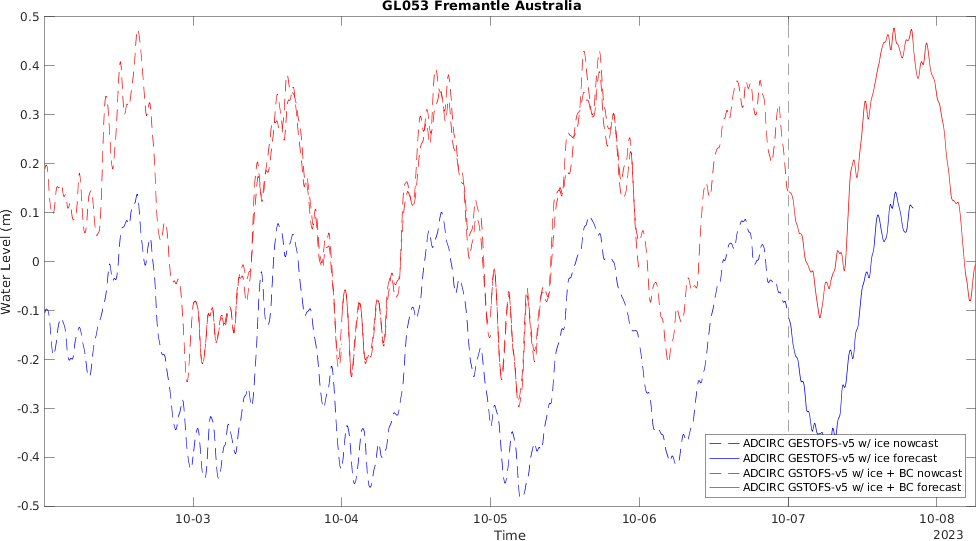 GL053 Fremantle Australia
0.5
0.4
0.3
0.2
0.1
0
-0.1
-0.2
-0.3
-0.4
-0.5
Water Level (m)
10-03 10-04 10-05 10-06 10-07 10-08
Time
2023
ADCIRC GESTOFS-v5 w/ ice nowcast
ADCIRC GESTOFS-v5 w/ ice forecast
ADCIRC GSTOFS-v5 w/ ice + BC nowcast
ADCIRC GSTOFS-v5 w/ ice + BC forecast